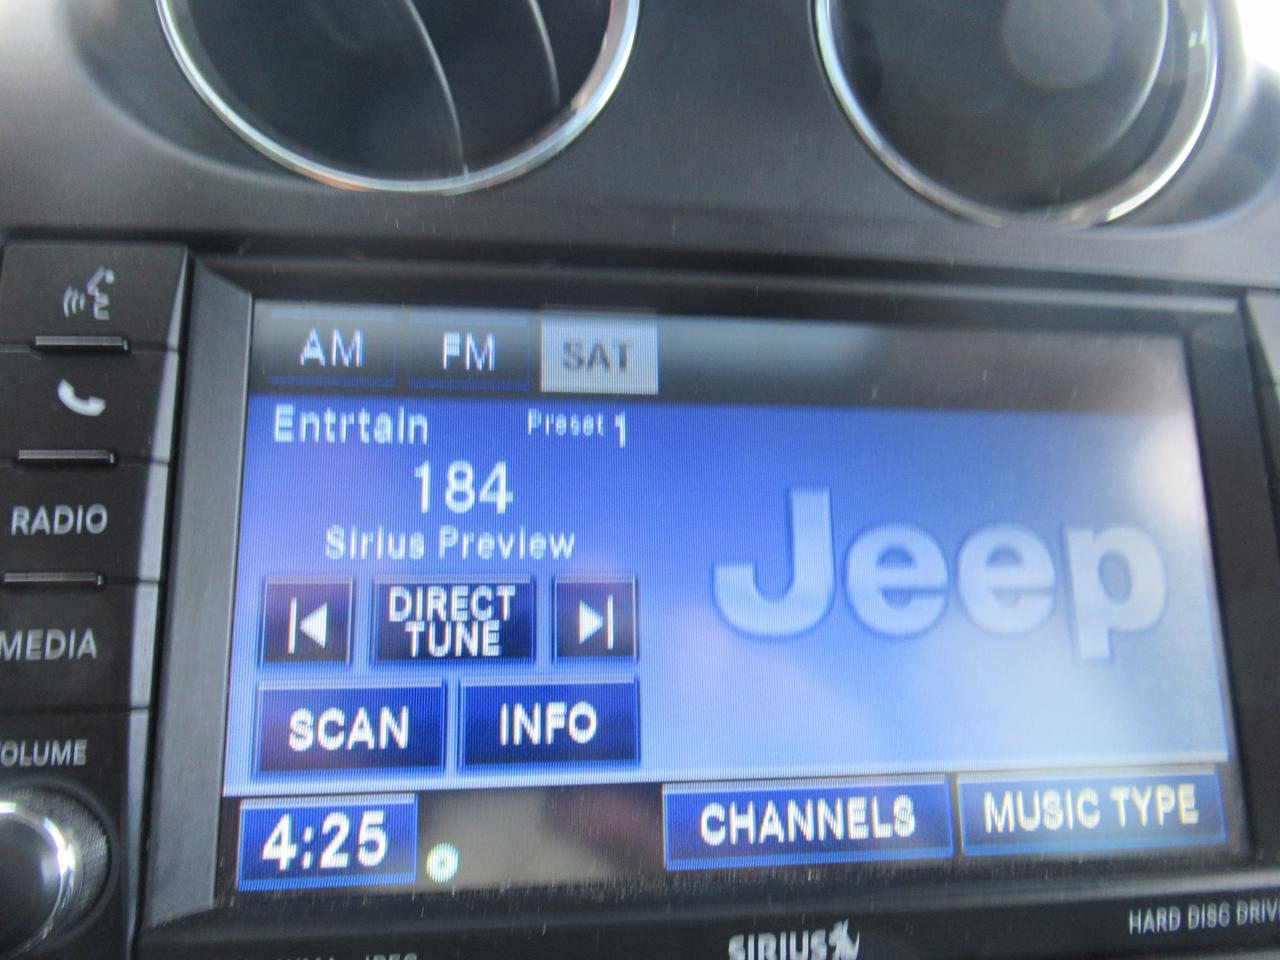 AM FM SAT
Entrtain Preset 1
184
Sirius Preview
DIRECT
TUNE
SCAN INFO
Jeep
4:25 CHANNELS MUSIC TYPE
RADIO
MEDIA
OLUME
SIRIUS
HARD DISC DRIV